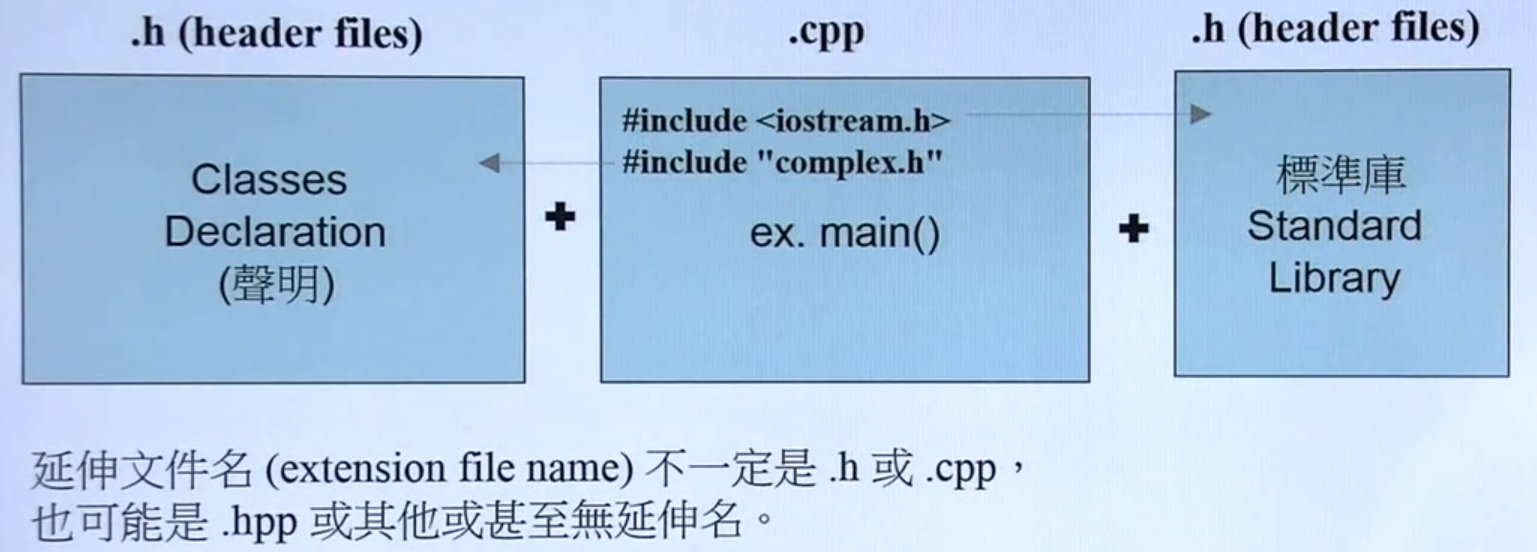 .h (header files)
.cpp
.h (header files)
Classes
Declaration
(聲明)
+
#include <iostream.h>
#include "complex.h"
ex. main()
+
標準庫
Standard
Library
延伸文件名 (extension file name) 不一定是 .h 或 .cpp，
也可能是 .hpp 或其他或甚至無延伸名。